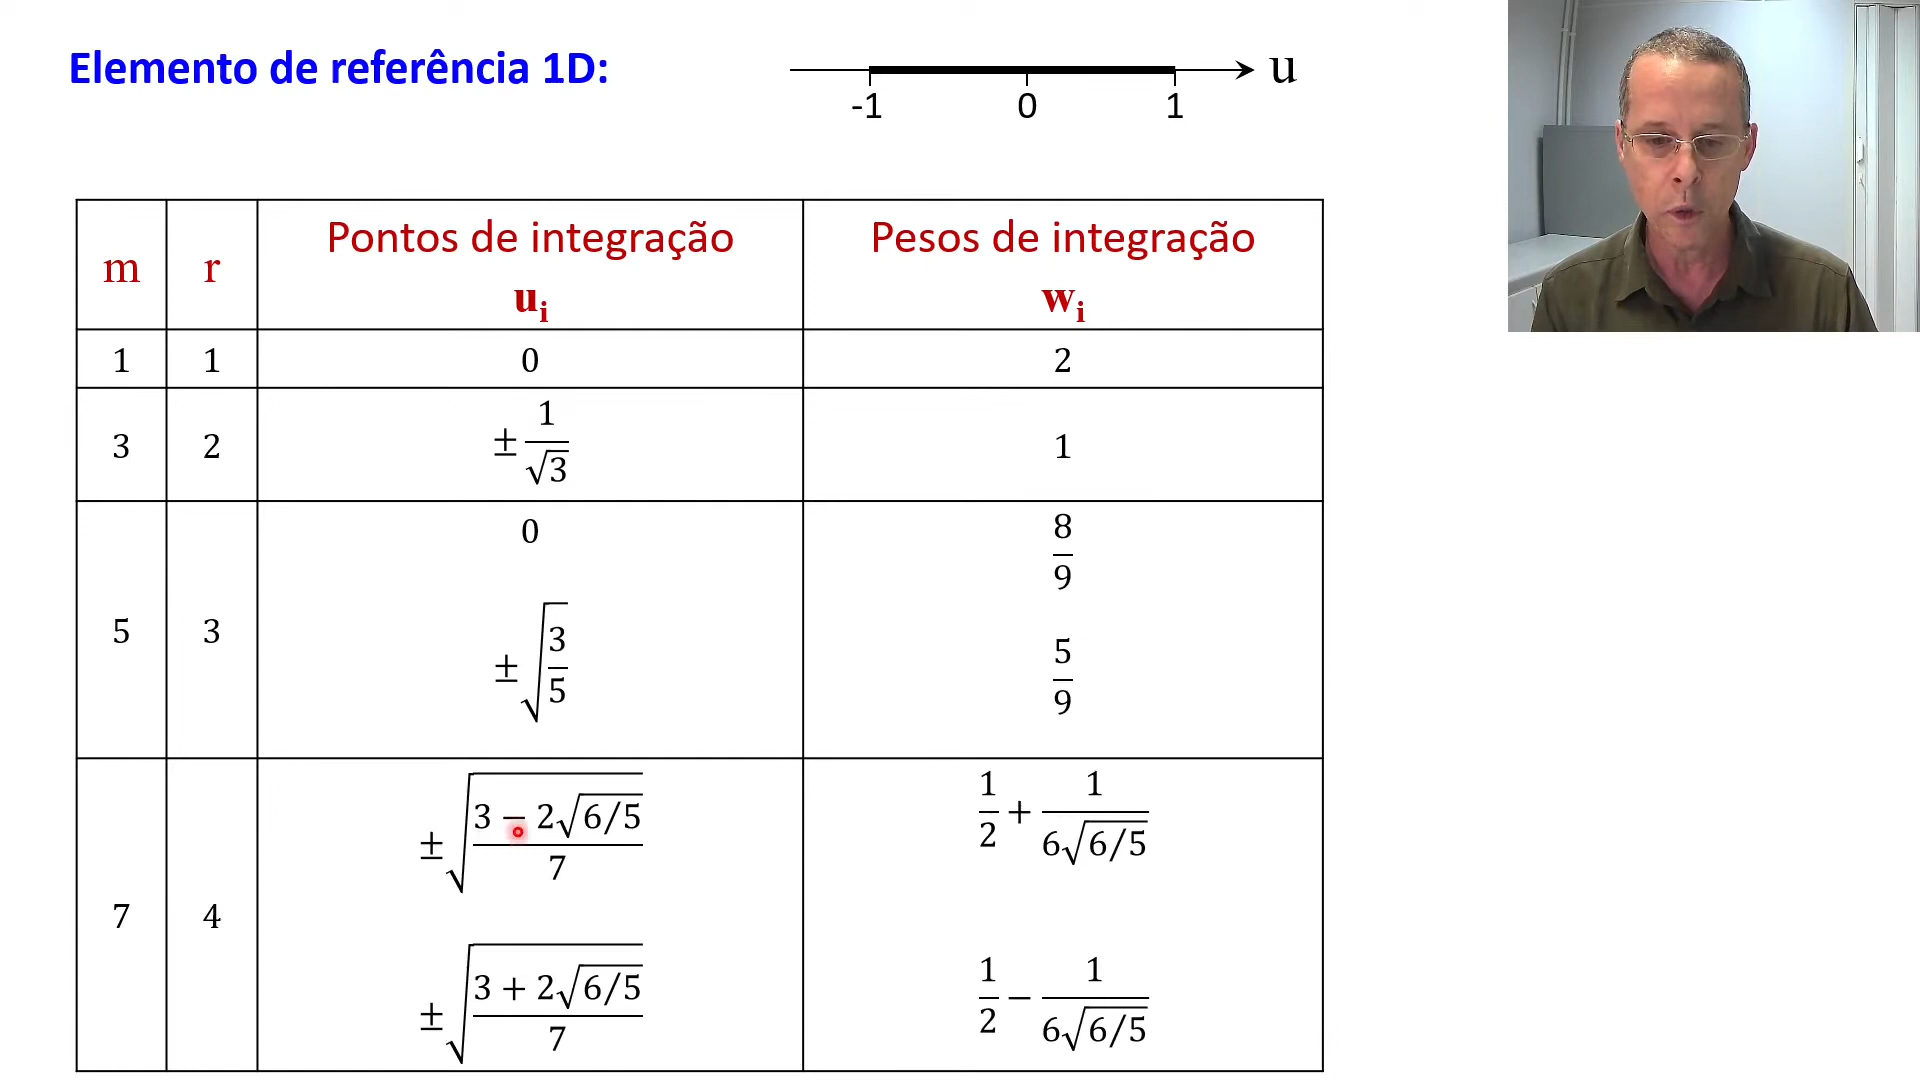 Elemento de referência 1D:
u
-1 0 1
m r Pontos de integração Pesos de integração
uᵢ wᵢ
1 1 0 2
3 2 ± 1/√3 1
5 3 0 8/9
± √(3/5) 5/9
7 4 ± √((3 − 2√(6/5))/7) 1/2 + 1/(6√(6/5))
± √((3 + 2√(6/5))/7) 1/2 − 1/(6√(6/5))